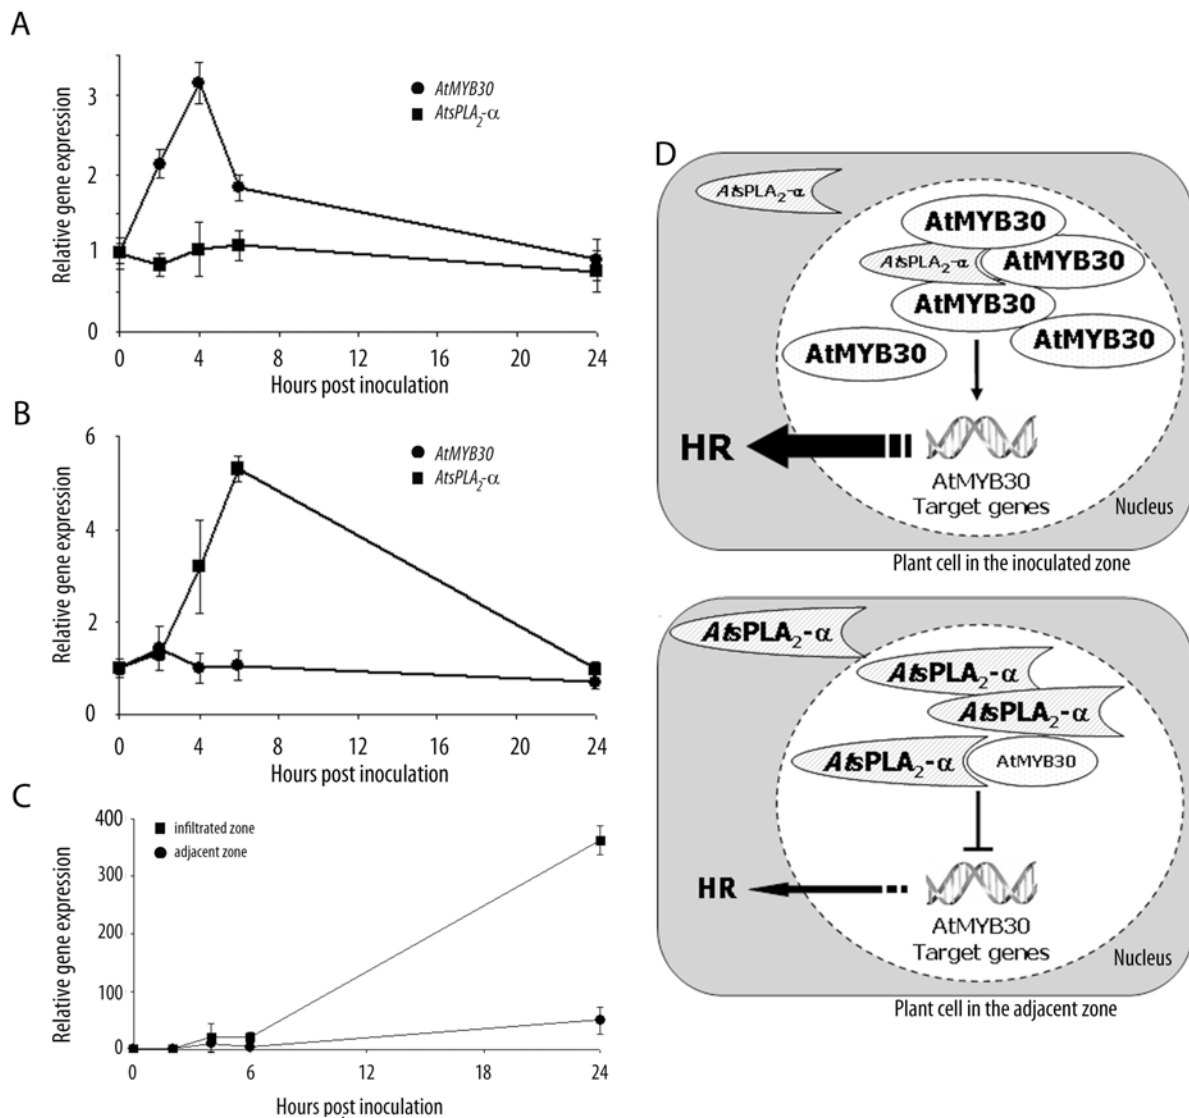 A
Relative gene expression
3
2
1
0
AtMYB30
AtsPLA₂-α
0 4 8 12 16 20 24
Hours post inoculation
B
Relative gene expression
6
4
2
0
AtMYB30
AtsPLA₂-α
0 4 8 12 16 20 24
Hours post inoculation
C
Relative gene expression
400
300
200
100
0
infiltrated zone
adjacent zone
0 6 12 18 24
Hours post inoculation
D
AtsPLA₂-α
AtMYB30
AtsPLA₂-α
AtMYB30
AtMYB30
AtMYB30
AtMYB30
HR
AtMYB30
Target genes
Nucleus
Plant cell in the inoculated zone
AtsPLA₂-α
AtsPLA₂-α
AtsPLA₂-α
AtsPLA₂-α
AtMYB30
HR
AtMYB30
Target genes
Nucleus
Plant cell in the adjacent zone